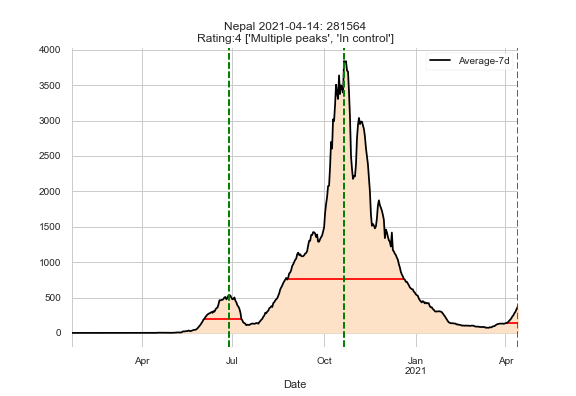 Nepal 2021-04-14: 281564
Rating:4 ['Multiple peaks', 'In control']
Average-7d
4000
3500
3000
2500
2000
1500
1000
500
0
Apr
Jul
Oct
Jan
2021
Apr
Date